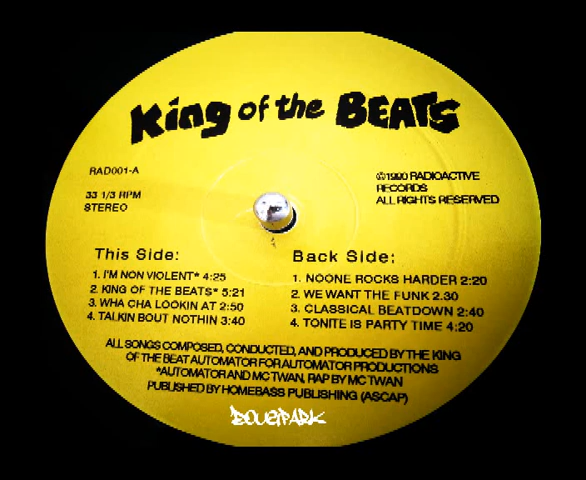 King of the BEATS
RAD001-A
33 1/3 RPM
STEREO
©1990 RADIOACTIVE
RECORDS
ALL RIGHTS RESERVED
This Side:
1. I'M NON VIOLENT* 4:25
2. KING OF THE BEATS* 5:21
3. WHA CHA LOOKIN AT 2:50
4. TALKIN BOUT NOTHIN 3:40
Back Side:
1. NOONE ROCKS HARDER 2:20
2. WE WANT THE FUNK 2.30
3. CLASSICAL BEATDOWN 2:40
4. TONITE IS PARTY TIME 4:20
ALL SONGS COMPOSED, CONDUCTED, AND PRODUCED BY THE KING
OF THE BEAT AUTOMATOR FOR AUTOMATOR PRODUCTIONS
*AUTOMATOR AND MC TWAN, RAP BY MC TWAN
PUBLISHED BY HOMEBASS PUBLISHING (ASCAP)
DOUGPARK